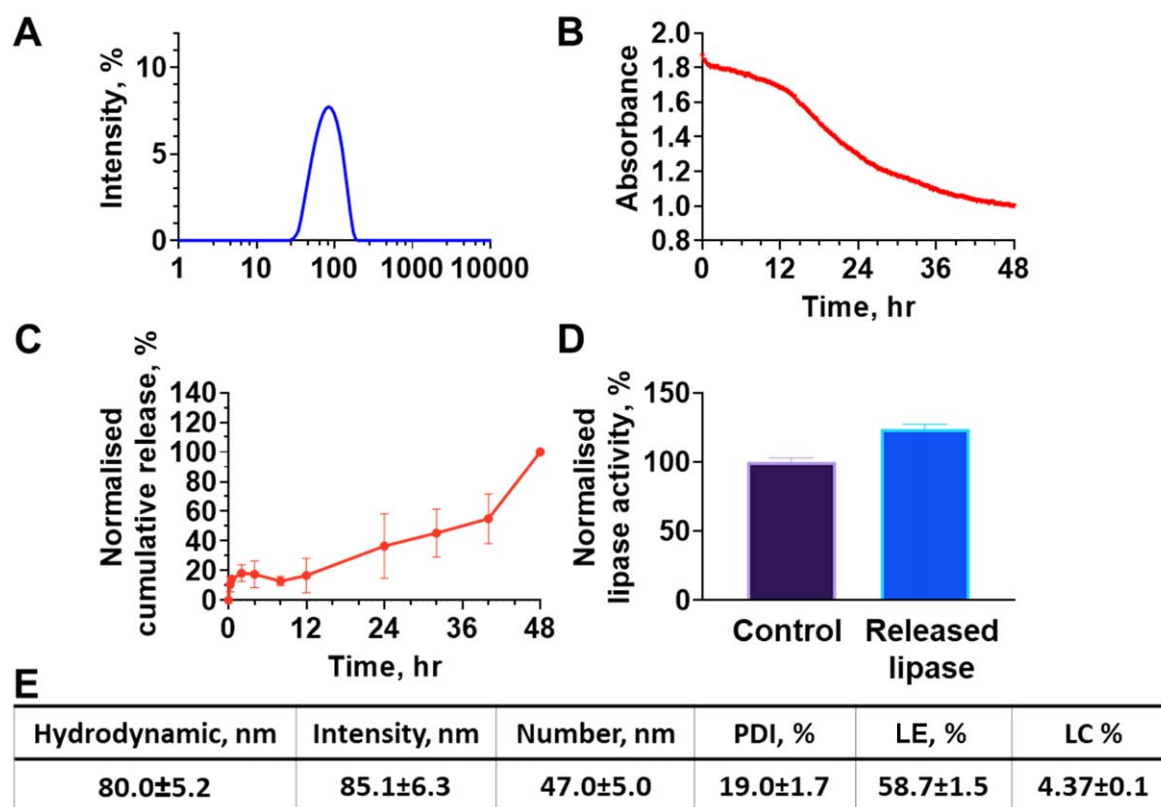 A
Intensity, %
10
5
0
1 10 100 1000 10000
B
Absorbance
2.0
1.8
1.6
1.4
1.2
1.0
0.8
0 12 24 36 48
Time, hr
C
Normalised
cumulative release, %
140
120
100
80
60
40
20
0
0 12 24 36 48
Time, hr
D
Normalised
lipase activity, %
150
100
50
0
Control Released
lipase
E
Hydrodynamic, nm Intensity, nm Number, nm PDI, % LE, % LC %
80.0±5.2 85.1±6.3 47.0±5.0 19.0±1.7 58.7±1.5 4.37±0.1